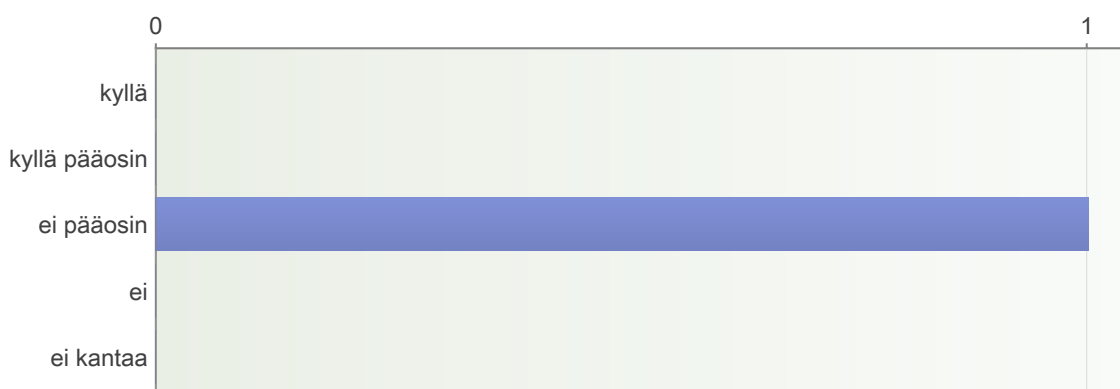 0 1
kyllä
kyllä pääosin
ei pääosin
ei
ei kantaa